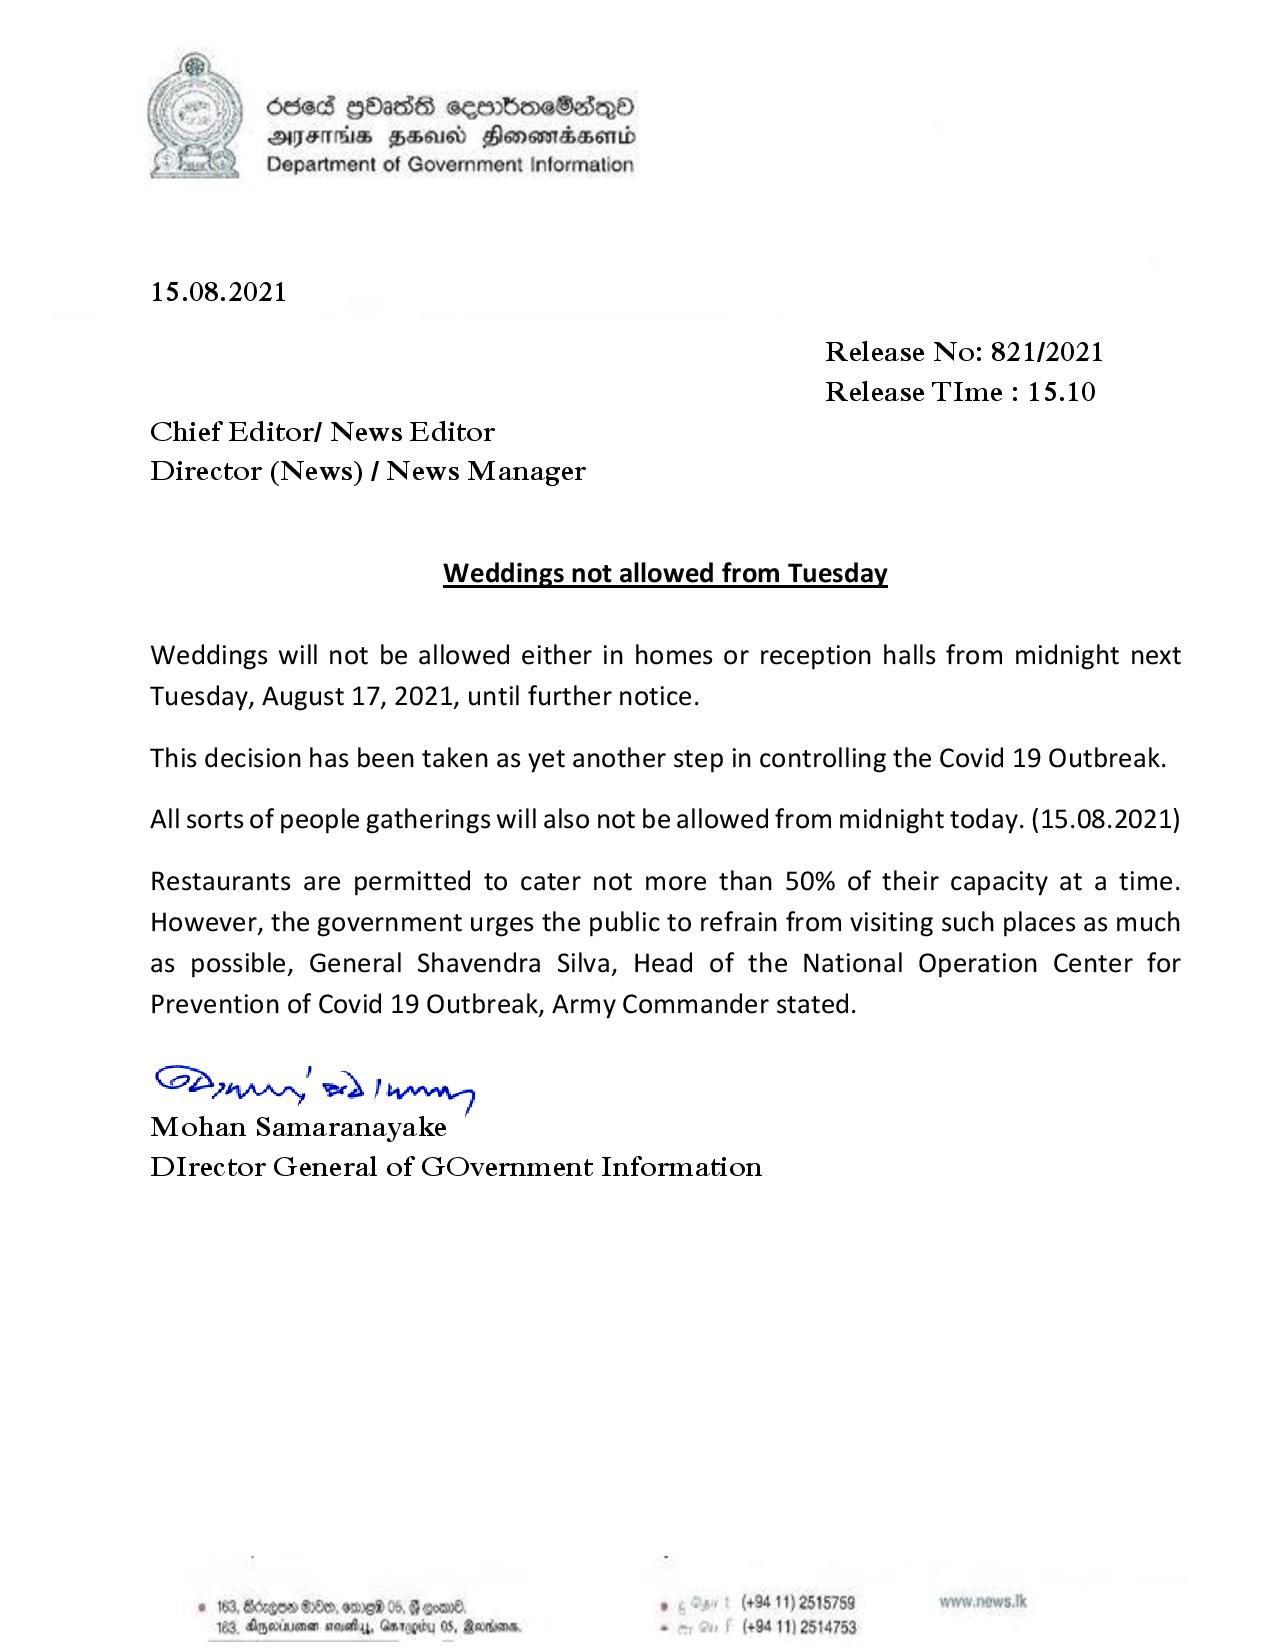 රජයේ ප්‍රවෘත්ති දෙපාර්තමේන්තුව
அரசாங்க தகவல் திணைக்களம்
Department of Government Information
15.08.2021
Release No: 821/2021
Release TIme : 15.10
Chief Editor/ News Editor
Director (News) / News Manager
Weddings not allowed from Tuesday
Weddings will not be allowed either in homes or reception halls from midnight next
Tuesday, August 17, 2021, until further notice.
This decision has been taken as yet another step in controlling the Covid 19 Outbreak.
All sorts of people gatherings will also not be allowed from midnight today. (15.08.2021)
Restaurants are permitted to cater not more than 50% of their capacity at a time.
However, the government urges the public to refrain from visiting such places as much
as possible, General Shavendra Silva, Head of the National Operation Center for
Prevention of Covid 19 Outbreak, Army Commander stated.
Mohan Samaranayake
DIrector General of GOvernment Information
163, කිරුලපන මාවත, කොළඹ 05, ශ්‍රී ලංකාව.
163, கிருலப்பனை எவனியூ, கொழும்பு 05, இலங்கை.
(+94 11) 2515759
(+94 11) 2514753
www.news.lk